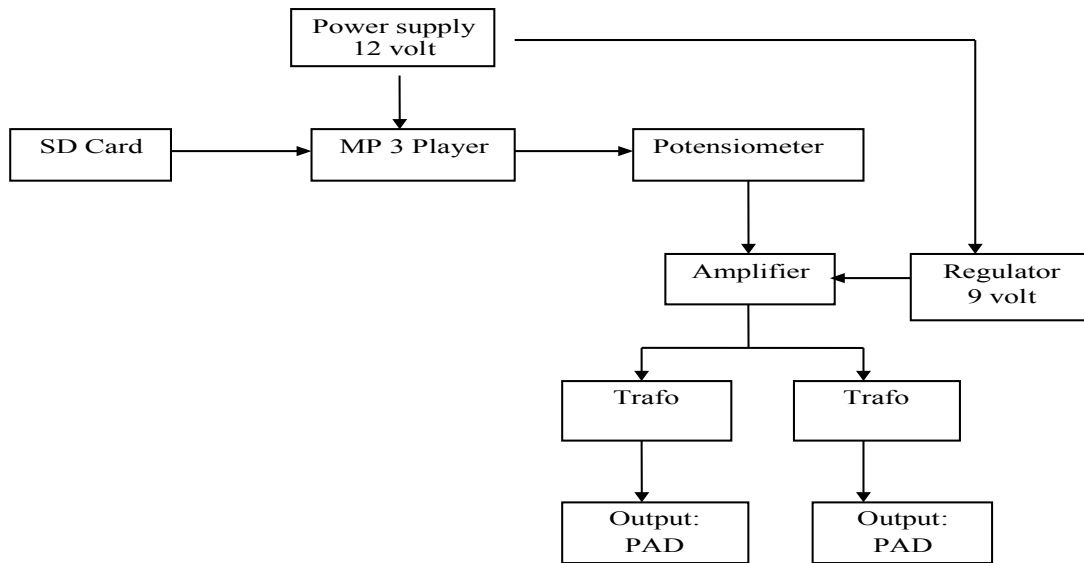 Power supply
12 volt
SD Card
MP 3 Player
Potensiometer
Amplifier
Regulator
9 volt
Trafo
Trafo
Output:
PAD
Output:
PAD